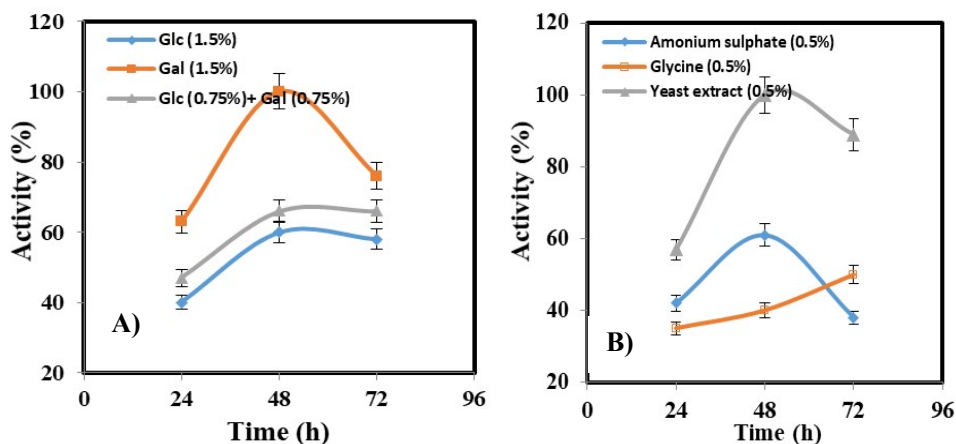 120
100
80
60
40
20
Activity (%)
Glc (1.5%)
Gal (1.5%)
Glc (0.75%)+ Gal (0.75%)
A)
0 24 48 72 96
Time (h)
120
100
80
60
40
20
Activity (%)
Amonium sulphate (0.5%)
Glycine (0.5%)
Yeast extract (0.5%)
B)
0 24 48 72 96
Time (h)